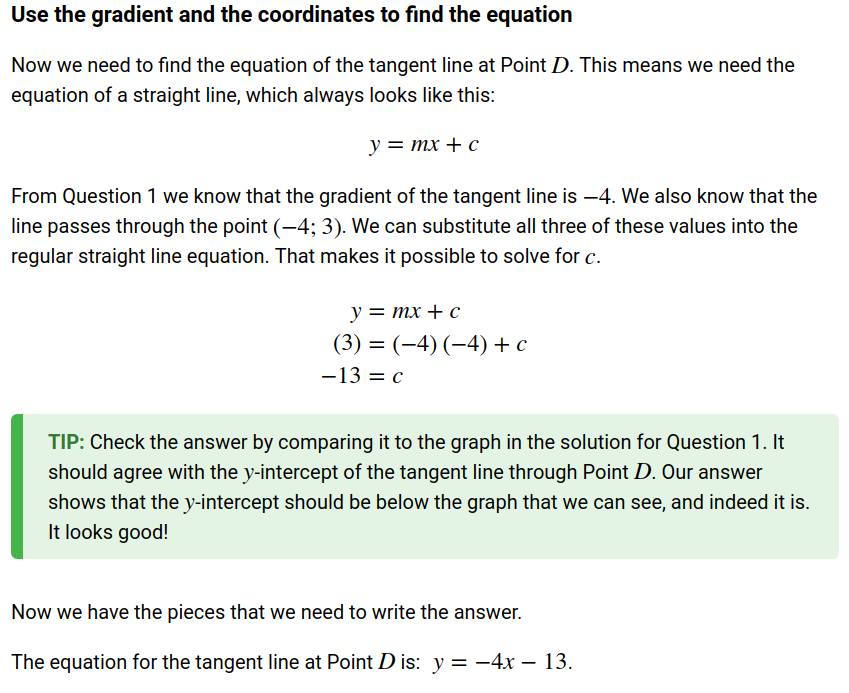 Use the gradient and the coordinates to find the equation
Now we need to find the equation of the tangent line at Point D. This means we need the
equation of a straight line, which always looks like this:
y = mx + c
From Question 1 we know that the gradient of the tangent line is −4. We also know that the
line passes through the point (−4; 3). We can substitute all three of these values into the
regular straight line equation. That makes it possible to solve for c.
y = mx + c
(3) = (−4) (−4) + c
−13 = c
TIP: Check the answer by comparing it to the graph in the solution for Question 1. It
should agree with the y-intercept of the tangent line through Point D. Our answer
shows that the y-intercept should be below the graph that we can see, and indeed it is.
It looks good!
Now we have the pieces that we need to write the answer.
The equation for the tangent line at Point D is: y = −4x − 13.